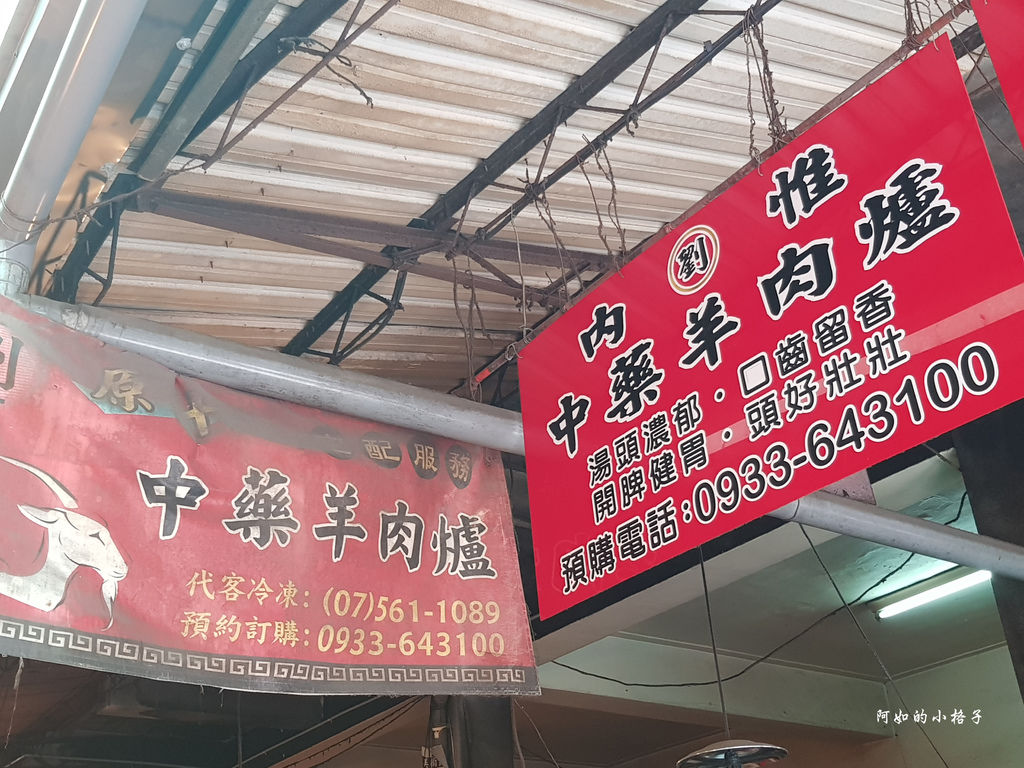 惟
內 劉
中藥羊肉爐
湯頭濃郁・口齒留香
開脾健胃・頭好壯壯
預購電話:0933-643100
原
配服務
中藥羊肉爐
代客冷凍: (07)561-1089
預約訂購: 0933-643100
阿如的小格子